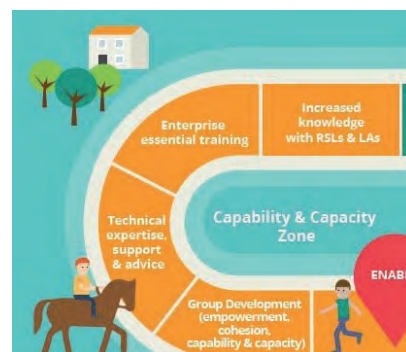 Enterprise
essential training
Increased
knowledge
with RSLs & LAs
Technical
expertise,
support
& advice
Capability & Capacity
Zone
Group Development
(empowerment,
cohesion,
capability & capacity)